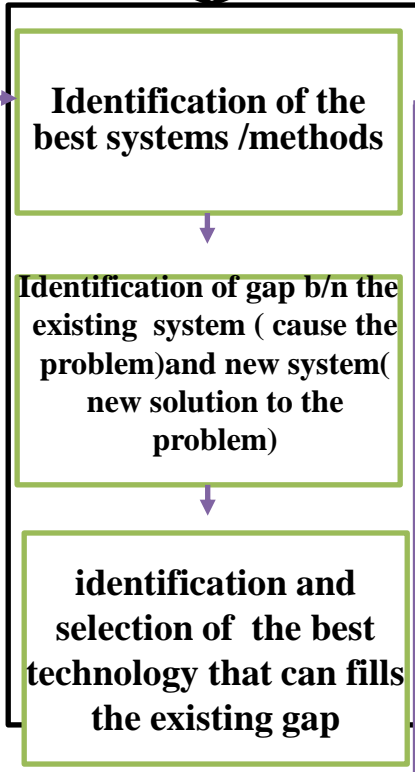 Identification of the
best systems /methods
Identification of gap b/n the
existing system ( cause the
problem)and new system(
new solution to the
problem)
identification and
selection of the best
technology that can fills
the existing gap